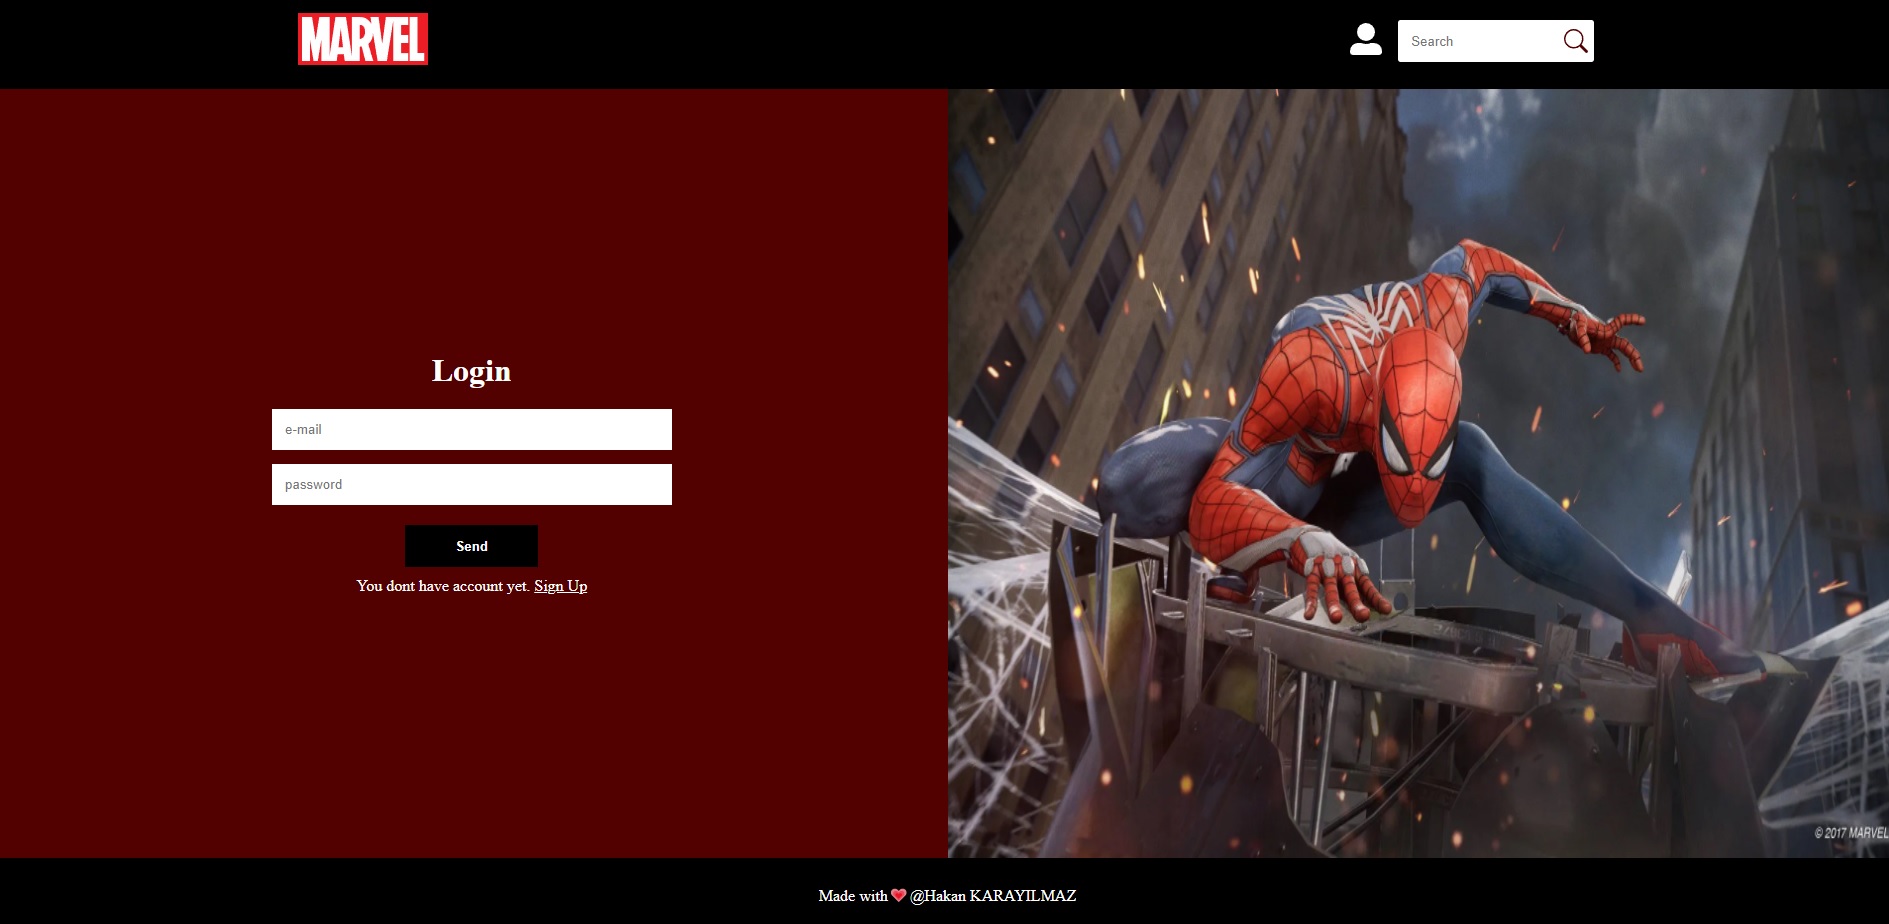 MARVEL
Search
Login
e-mail
password
Send
You dont have account yet. Sign Up
© 2017 MARVEL
Made with ❤ @Hakan KARAYILMAZ